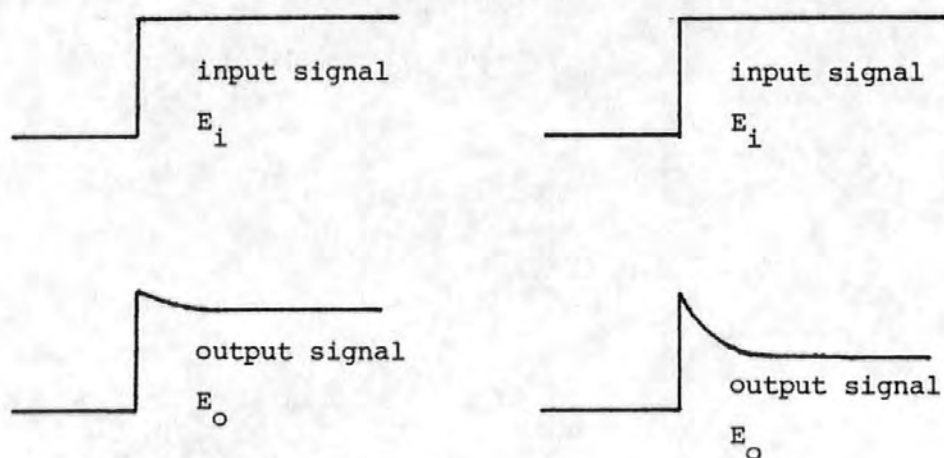 input signal
E_i
input signal
E_i
output signal
E_o
output signal
E_o